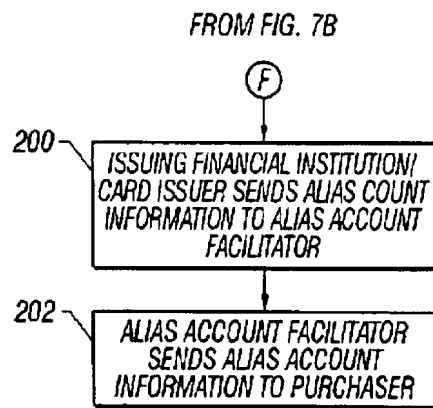 FROM FIG. 7B
F
200
ISSUING FINANCIAL INSTITUTION/
CARD ISSUER SENDS ALIAS COUNT
INFORMATION TO ALIAS ACCOUNT
FACILITATOR
202
ALIAS ACCOUNT FACILITATOR
SENDS ALIAS ACCOUNT
INFORMATION TO PURCHASER